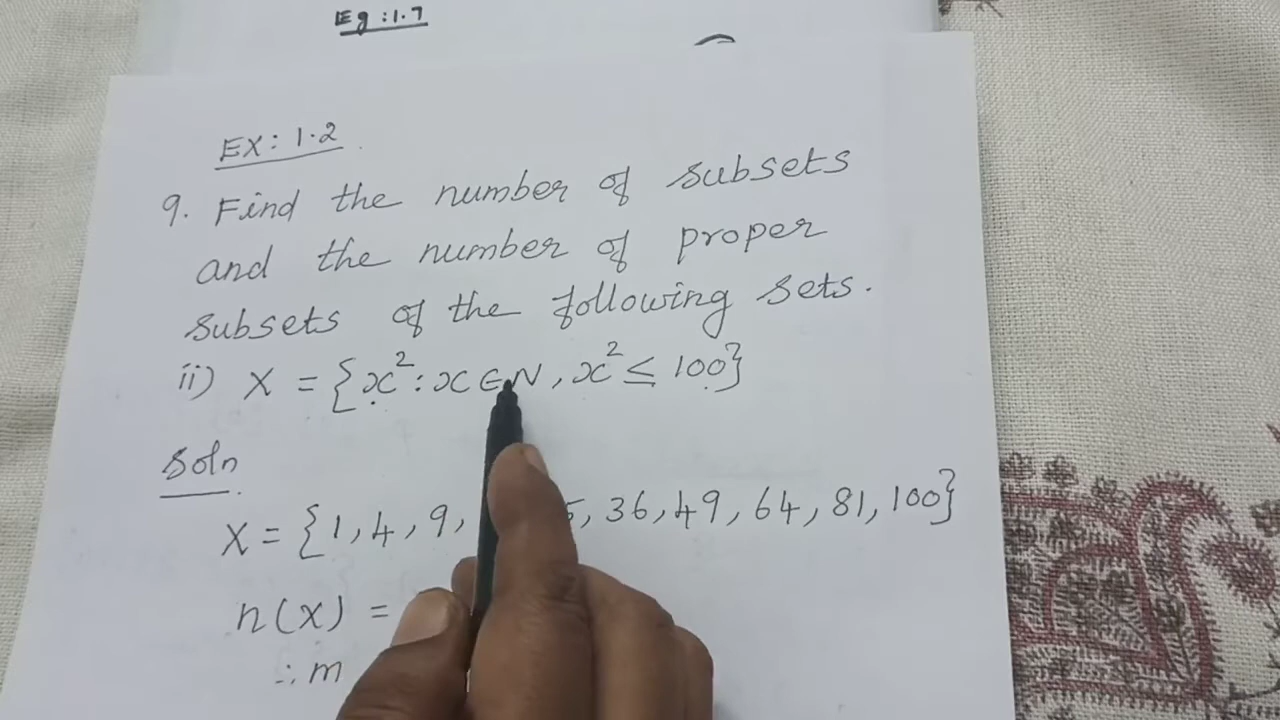 Eg :1.7
EX: 1.2
9. Find the number of subsets
and the number of proper
subsets of the following sets.
ii) X = {x² : x ∈ N, x² ≤ 100}
Soln
X = {1, 4, 9, 5, 36, 49, 64, 81, 100}
n(X) =
∴ m